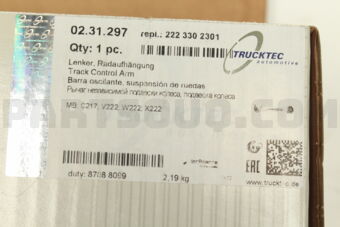 02.31.297 repl.: 222 330 2301
Qty: 1 pc.
TRUCKTEC
automotive
Lenker, Radaufhängung
Track Control Arm
Barra oscilante, suspensión de ruedas
Рычаг независимой подвески колеса, подвеска колеса
MB, C217, V222, W222, X222
EAC
duty: 8708 8099 2,19 kg